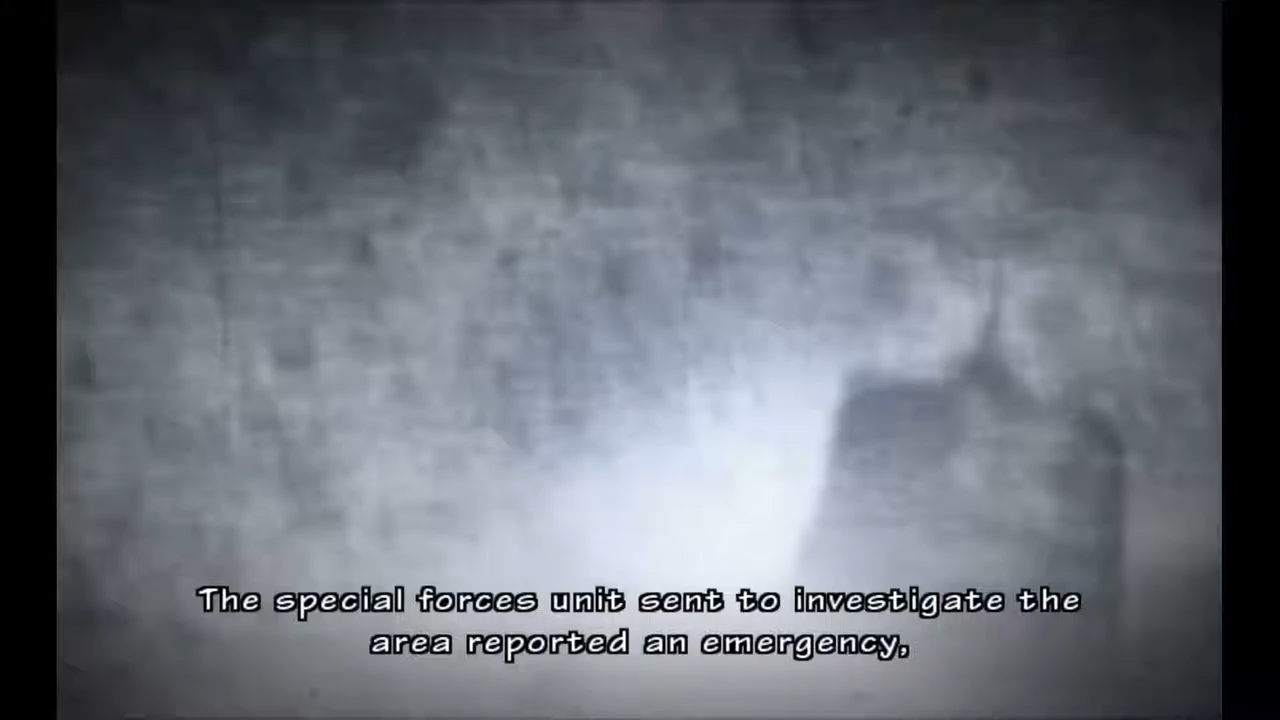 The special forces unit sent to investigate the
area reported an emergency,